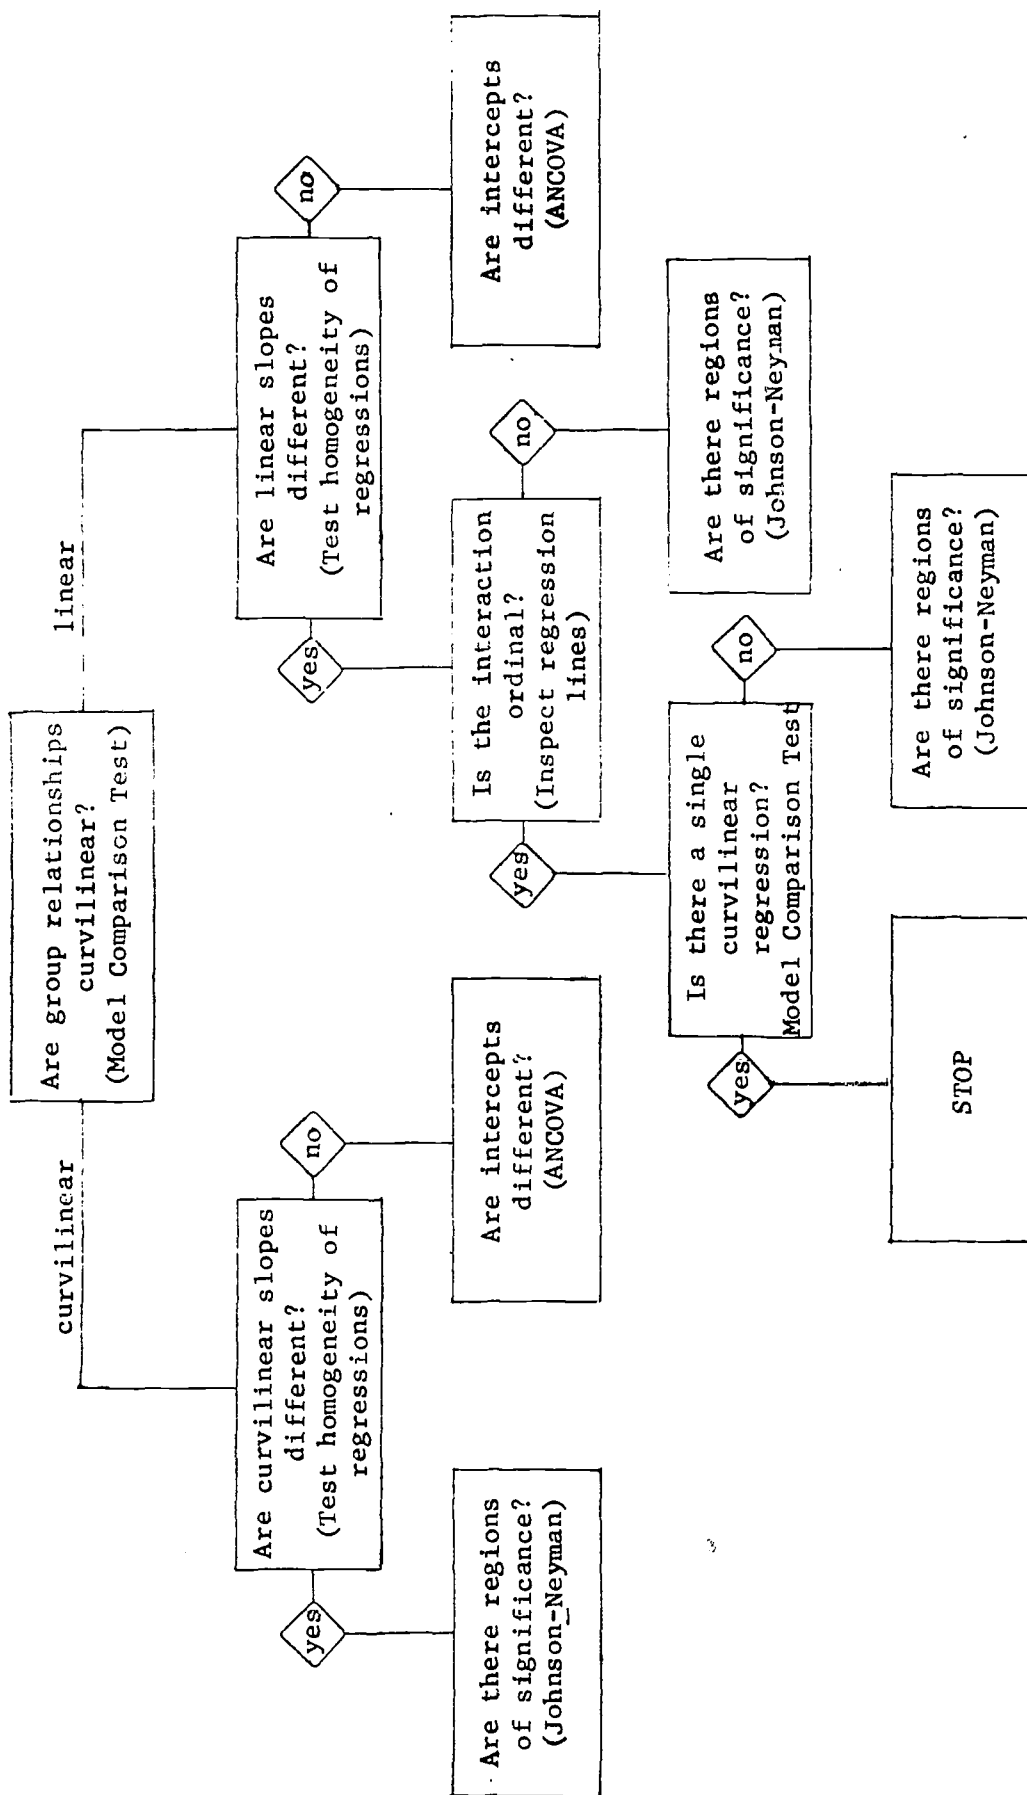 Are group relationships
curvilinear?
(Model Comparison Test)
curvilinear
linear
Are curvilinear slopes
different?
(Test homogeneity of
regressions)
yes
no
Are linear slopes
different?
(Test homogeneity of
regressions)
yes
no
Are there regions
of significance?
(Johnson-Neyman)
Are intercepts
different?
(ANCOVA)
Is the interaction
ordinal?
(Inspect regression
lines)
yes
no
Are intercepts
different?
(ANCOVA)
Is there a single
curvilinear
regression?
Model Comparison Test
yes
no
Are there regions
of significance?
(Johnson-Neyman)
STOP
Are there regions
of significance?
(Johnson-Neyman)